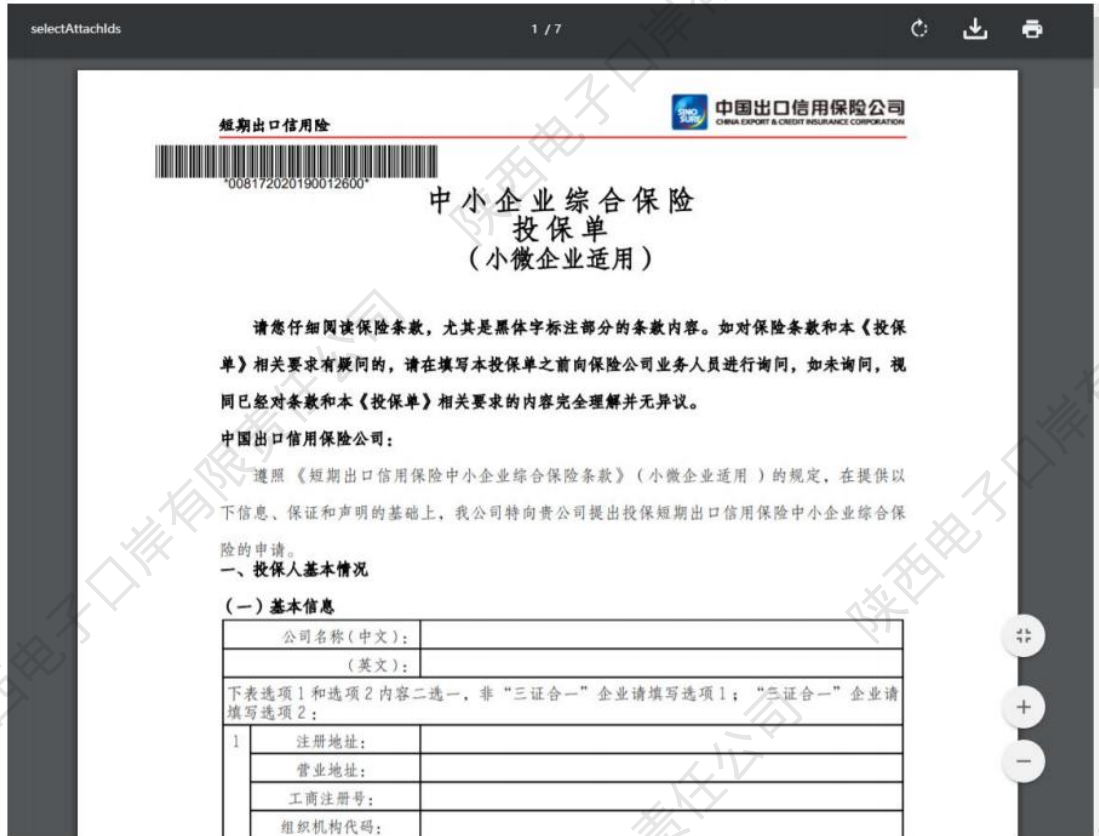 selectAttachIds
1 / 7
短期出口信用险
SINO SURE
中国出口信用保险公司
CHINA EXPORT & CREDIT INSURANCE CORPORATION
*008172020190012600*
中小企业综合保险
投保单
（小微企业适用）
请您仔细阅读保险条款，尤其是黑体字标注部分的条款内容。如对保险条款和本《投保
单》相关要求有疑问的，请在填写本投保单之前向保险公司业务人员进行询问，如未询问，视
同已经对条款和本《投保单》相关要求的内容完全理解并无异议。
中国出口信用保险公司：
遵照《短期出口信用保险中小企业综合保险条款》（小微企业适用 ）的规定，在提供以
下信息、保证和声明的基础上，我公司特向贵公司提出投保短期出口信用保险中小企业综合保
险的申请。
一、投保人基本情况
（一）基本信息
公司名称(中文)：
(英文)：
下表选项1和选项2内容二选一，非“三证合一”企业请填写选项1；“三证合一”企业请
填写选项2：
1 注册地址：
营业地址：
工商注册号：
组织机构代码：
陕西电子口岸有限责任公司